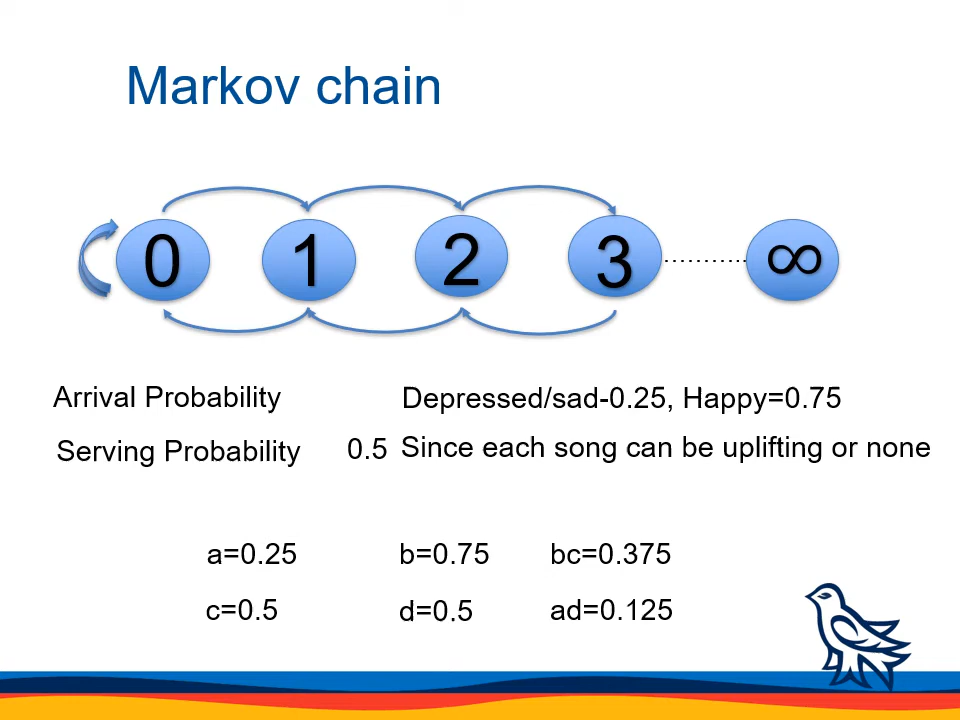 Markov chain
0 1 2 3 ........... ∞
Arrival Probability Depressed/sad-0.25, Happy=0.75
Serving Probability 0.5 Since each song can be uplifting or none
a=0.25 b=0.75 bc=0.375
c=0.5 d=0.5 ad=0.125